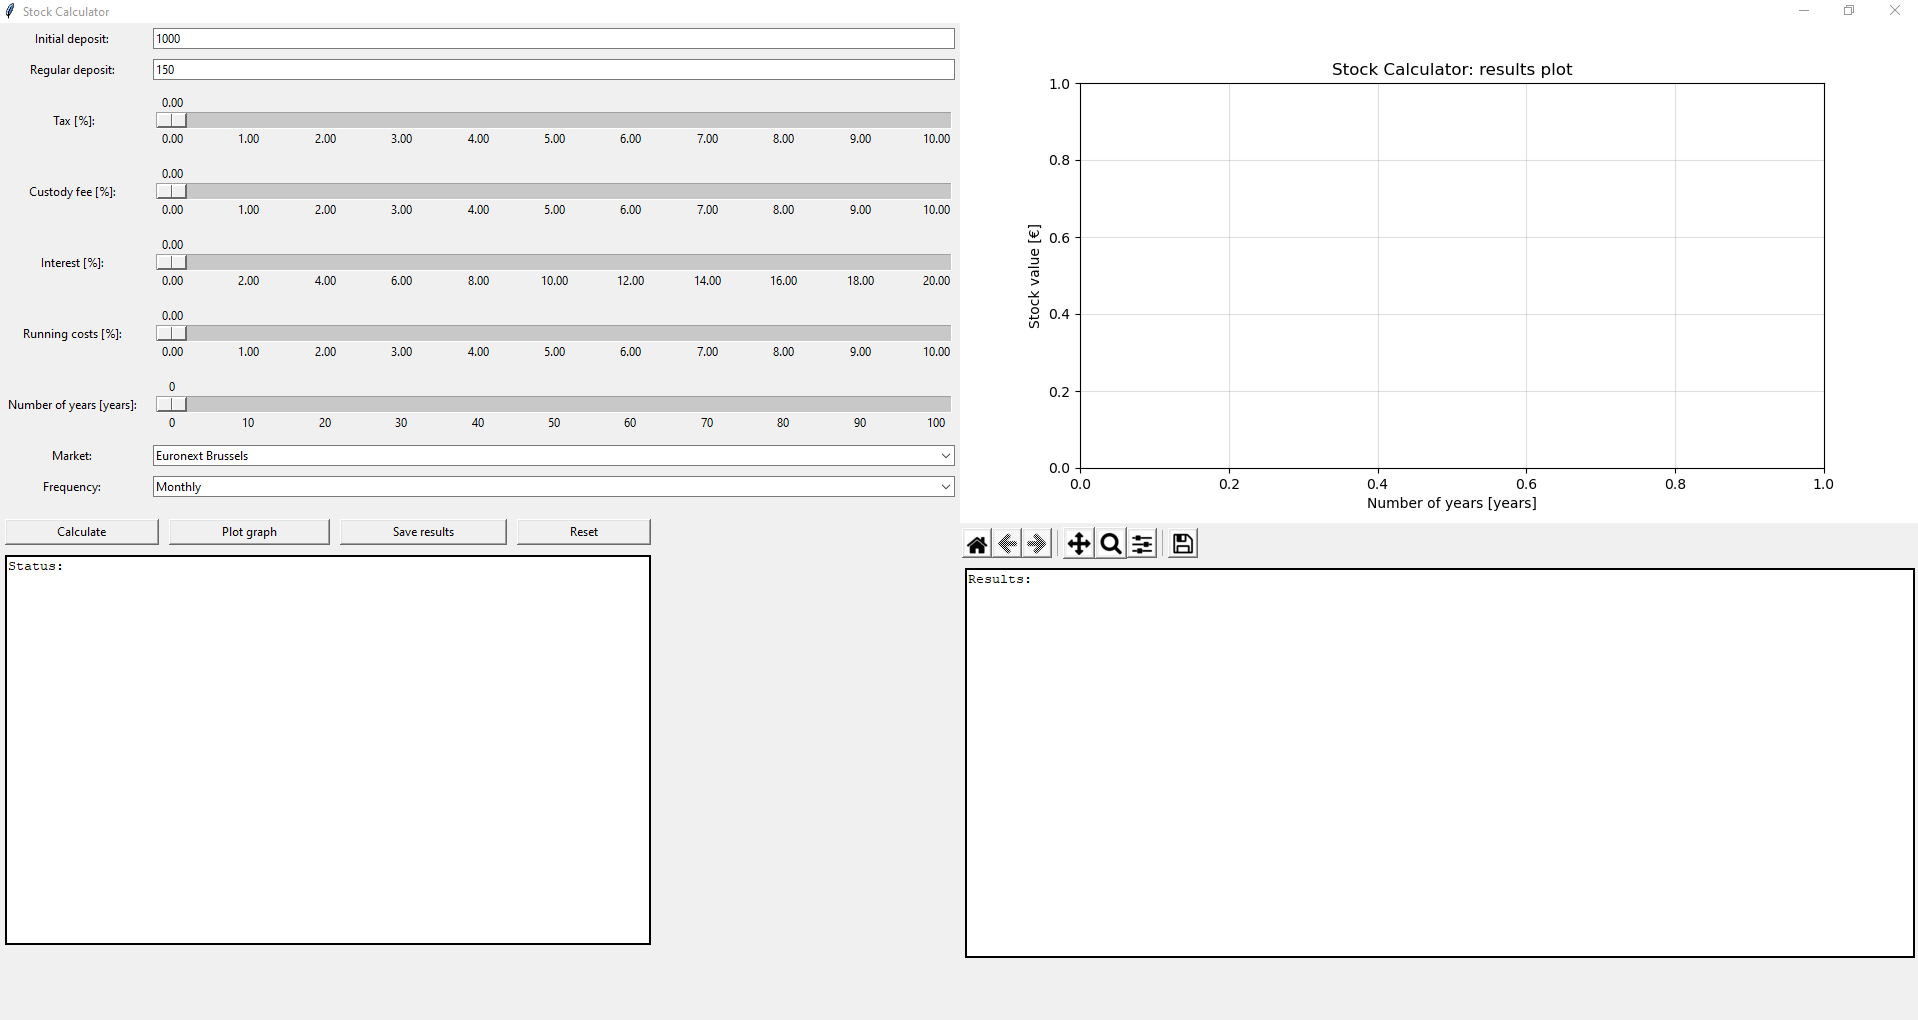 Stock Calculator
Initial deposit: 1000
Regular deposit: 150
0.00
Tax [%]:
0.00 1.00 2.00 3.00 4.00 5.00 6.00 7.00 8.00 9.00 10.00
0.00
Custody fee [%]:
0.00 1.00 2.00 3.00 4.00 5.00 6.00 7.00 8.00 9.00 10.00
0.00
Interest [%]:
0.00 2.00 4.00 6.00 8.00 10.00 12.00 14.00 16.00 18.00 20.00
0.00
Running costs [%]:
0.00 1.00 2.00 3.00 4.00 5.00 6.00 7.00 8.00 9.00 10.00
0
Number of years [years]:
0 10 20 30 40 50 60 70 80 90 100
Market: Euronext Brussels
Frequency: Monthly
Calculate Plot graph Save results Reset
Status:
Stock Calculator: results plot
1.0
0.8
0.6
0.4
0.2
0.0
Stock value [€]
0.0 0.2 0.4 0.6 0.8 1.0
Number of years [years]
Results: